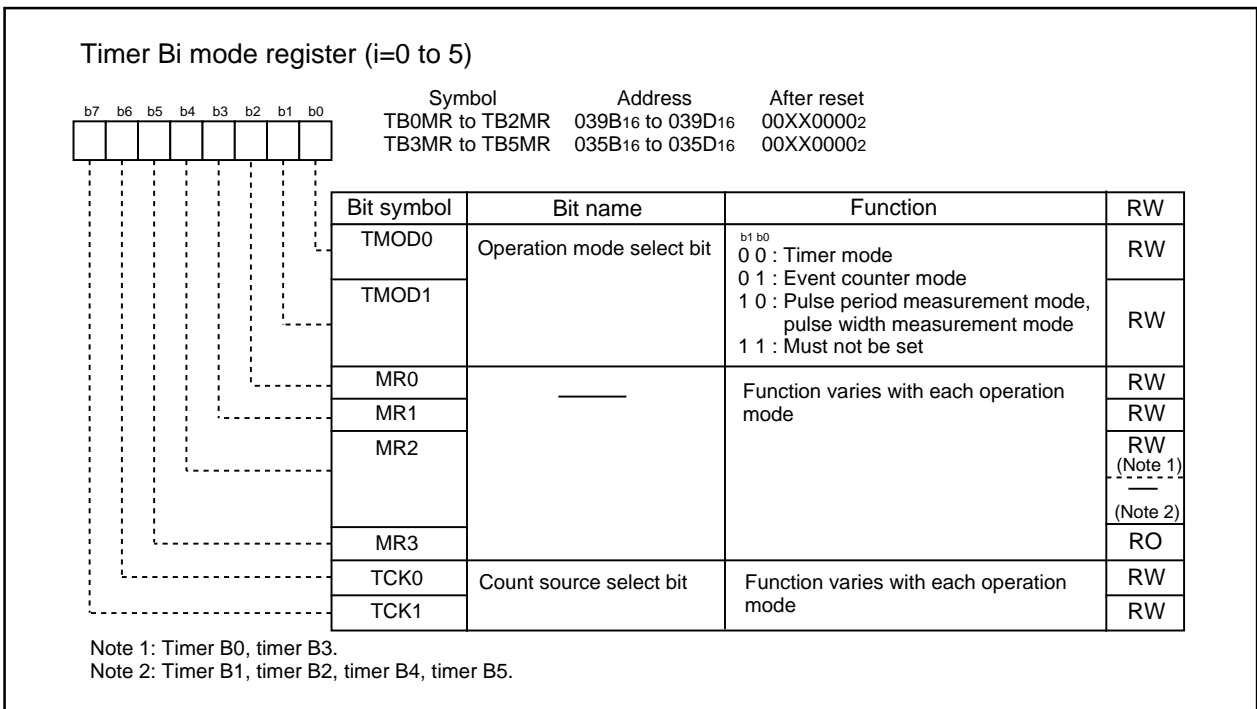 Timer Bi mode register (i=0 to 5)
b7 b6 b5 b4 b3 b2 b1 b0
Symbol Address After reset
TB0MR to TB2MR 039B16 to 039D16 00XX00002
TB3MR to TB5MR 035B16 to 035D16 00XX00002
Bit symbol Bit name Function RW
TMOD0 Operation mode select bit b1 b0 RW
0 0 : Timer mode
0 1 : Event counter mode
TMOD1 1 0 : Pulse period measurement mode, RW
pulse width measurement mode
1 1 : Must not be set
MR0 Function varies with each operation RW
MR1 mode RW
MR2 RW
(Note 1)
(Note 2)
MR3 RO
TCK0 Count source select bit Function varies with each operation RW
TCK1 mode RW
Note 1: Timer B0, timer B3.
Note 2: Timer B1, timer B2, timer B4, timer B5.